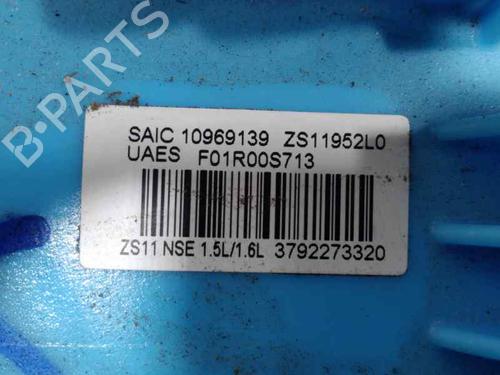 SAIC 10969139 ZS11952L0
UAES F01R00S713
ZS11 NSE 1.5L/1.6L 3792273320
B-PARTS